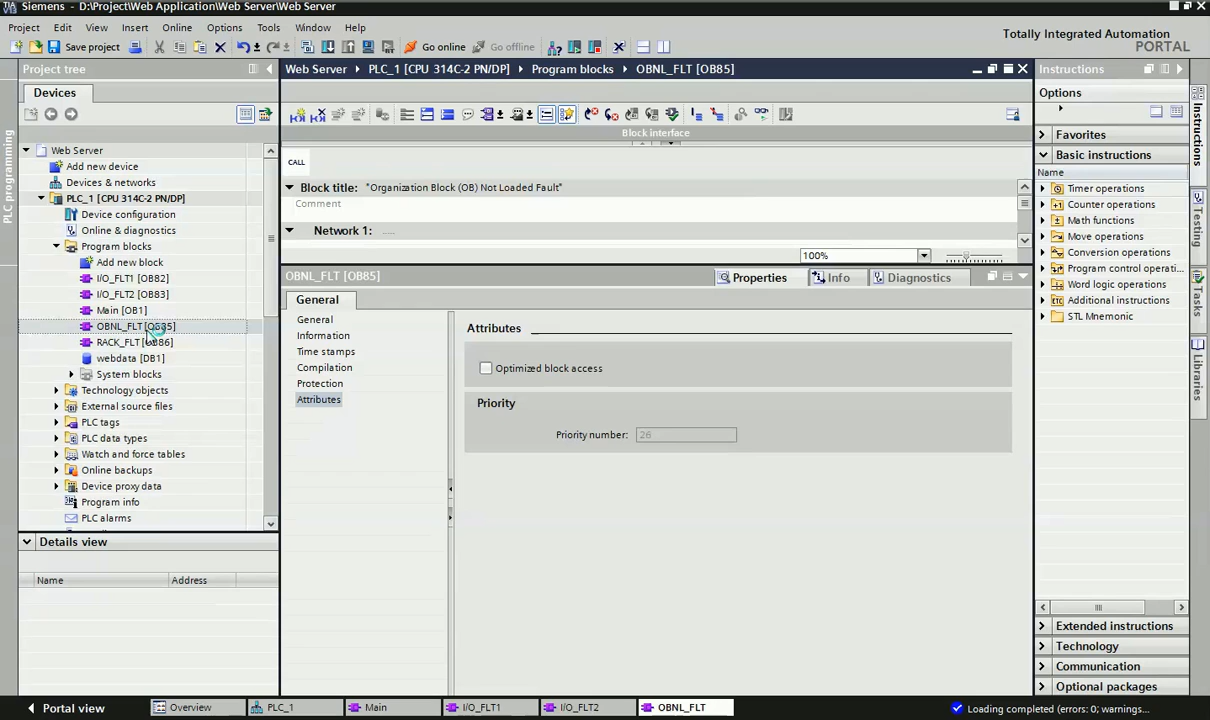 Siemens - D:\Project\Web Application\Web Server\Web Server
Project Edit View Insert Online Options Tools Window Help
Totally Integrated Automation
PORTAL
Save project
Go online
Go offline
Project tree
Devices
PLC programming
Web Server
Add new device
Devices & networks
PLC_1 [CPU 314C-2 PN/DP]
Device configuration
Online & diagnostics
Program blocks
Add new block
I/O_FLT1 [OB82]
I/O_FLT2 [OB83]
Main [OB1]
OBNL_FLT [OB85]
RACK_FLT [OB86]
webdata [DB1]
System blocks
Technology objects
External source files
PLC tags
PLC data types
Watch and force tables
Online backups
Device proxy data
Program info
PLC alarms
Details view
Name Address
Web Server PLC_1 [CPU 314C-2 PN/DP] Program blocks OBNL_FLT [OB85]
Block interface
CALL
Block title: "Organization Block (OB) Not Loaded Fault"
Comment
Network 1: .....
100%
OBNL_FLT [OB85]
Properties Info Diagnostics
General
General
Information
Time stamps
Compilation
Protection
Attributes
Attributes
Optimized block access
Priority
Priority number: 26
Instructions
Options
Favorites
Basic instructions
Name
Timer operations
Counter operations
Math functions
Move operations
Conversion operations
Program control operati...
Word logic operations
Additional instructions
STL Mnemonic
Extended instructions
Technology
Communication
Optional packages
Instructions
Testing
Tasks
Libraries
Portal view
Overview
PLC_1
Main
I/O_FLT1
I/O_FLT2
OBNL_FLT
Loading completed (errors: 0; warnings...